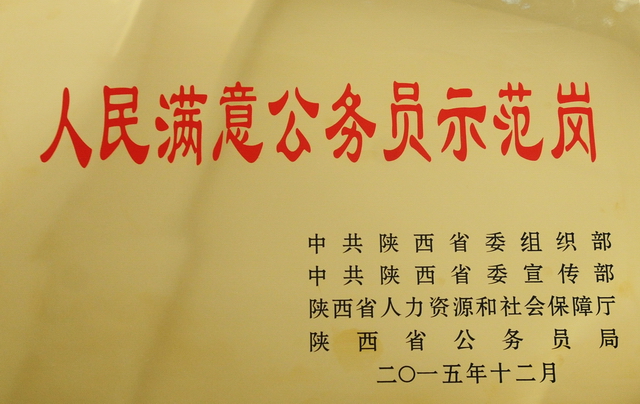 人民满意公务员示范岗
中共陕西省委组织部
中共陕西省委宣传部
陕西省人力资源和社会保障厅
陕西省公务员局
二〇一五年十二月